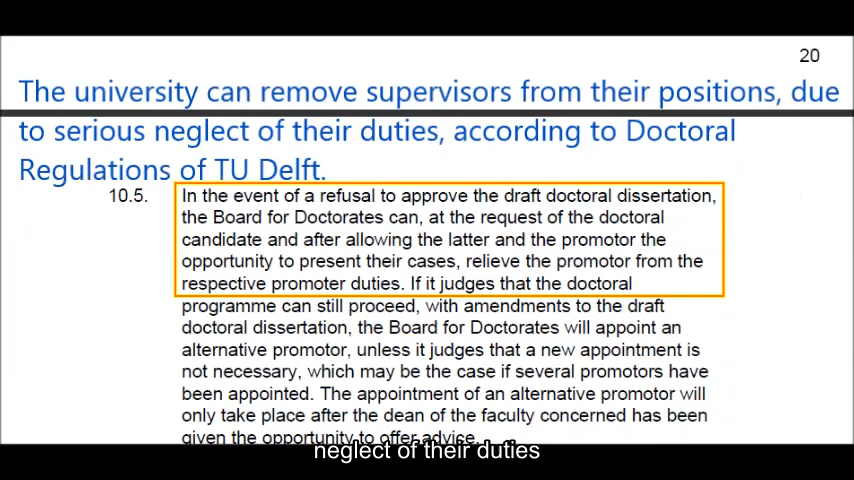 20
The university can remove supervisors from their positions, due
to serious neglect of their duties, according to Doctoral
Regulations of TU Delft.
10.5. In the event of a refusal to approve the draft doctoral dissertation,
the Board for Doctorates can, at the request of the doctoral
candidate and after allowing the latter and the promotor the
opportunity to present their cases, relieve the promotor from the
respective promoter duties. If it judges that the doctoral
programme can still proceed, with amendments to the draft
doctoral dissertation, the Board for Doctorates will appoint an
alternative promotor, unless it judges that a new appointment is
not necessary, which may be the case if several promotors have
been appointed. The appointment of an alternative promotor will
only take place after the dean of the faculty concerned has been
given the opportunity to offer advice.
neglect of their duties